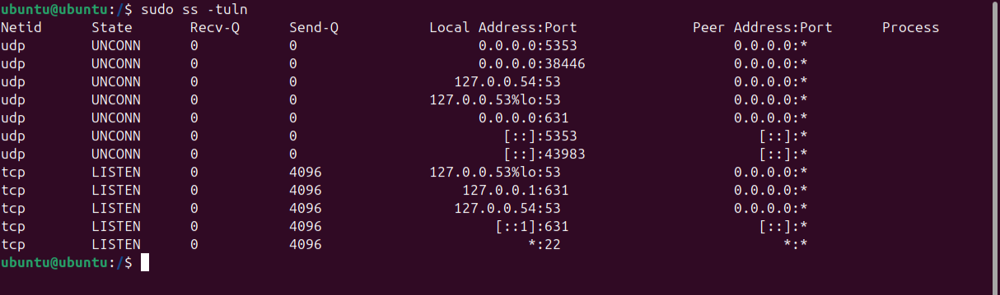 ubuntu@ubuntu:/$ sudo ss -tuln
Netid State Recv-Q Send-Q Local Address:Port Peer Address:Port Process
udp UNCONN 0 0 0.0.0.0:5353 0.0.0.0:*
udp UNCONN 0 0 0.0.0.0:38446 0.0.0.0:*
udp UNCONN 0 0 127.0.0.54:53 0.0.0.0:*
udp UNCONN 0 0 127.0.0.53%lo:53 0.0.0.0:*
udp UNCONN 0 0 0.0.0.0:631 0.0.0.0:*
udp UNCONN 0 0 [::]:5353 [::]:*
udp UNCONN 0 0 [::]:43983 [::]:*
tcp LISTEN 0 4096 127.0.0.53%lo:53 0.0.0.0:*
tcp LISTEN 0 4096 127.0.0.1:631 0.0.0.0:*
tcp LISTEN 0 4096 127.0.0.54:53 0.0.0.0:*
tcp LISTEN 0 4096 [::1]:631 [::]:*
tcp LISTEN 0 4096 *:22 *:*
ubuntu@ubuntu:/$